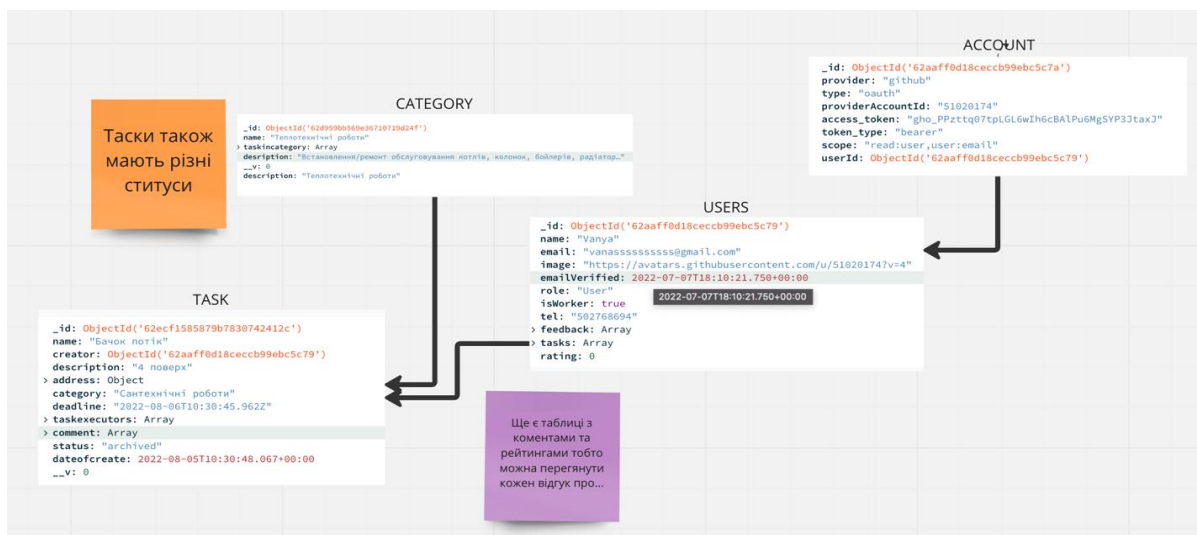 ACCOUNT
_id: ObjectId('62aaff0d18ceccb99ebc5c7a')
provider: "github"
type: "oauth"
providerAccountId: "51020174"
access_token: "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"
token_type: "bearer"
scope: "read:user,user:email"
userId: ObjectId('62aaff0d18ceccb99ebc5c79')
CATEGORY
_id: ObjectId('62d959bb569e36710719d24f')
name: "Теплотехнічні роботи"
> taskincategory: Array
desription: "Встановлення/ремонт обслуговування котлів, колонок, бойлерів, радіатор…"
__v: 0
description: "Теплотехнічні роботи"
Таски також
мають різні
ституси
USERS
_id: ObjectId('62aaff0d18ceccb99ebc5c79')
name: "Vanya"
email: "vanassssssssss@gmail.com"
image: "https://avatars.githubusercontent.com/u/51020174?v=4"
emailVerified: 2022-07-07T18:10:21.750+00:00
role: "User"
2022-07-07T18:10:21.750+00:00
isWorker: true
tel: "502768694"
> feedback: Array
> tasks: Array
rating: 0
TASK
_id: ObjectId('62ecf1585879b7830742412c')
name: "Бачок потік"
creator: ObjectId('62aaff0d18ceccb99ebc5c79')
description: "4 поверх"
> address: Object
category: "Сантехнічні роботи"
deadline: "2022-08-06T10:30:45.962Z"
> taskexecutors: Array
> comment: Array
status: "archived"
dateofcreate: 2022-08-05T10:30:48.067+00:00
__v: 0
Ще є таблиці з
коментами та
рейтингами тобто
можна перегянути
кожен відгук про...